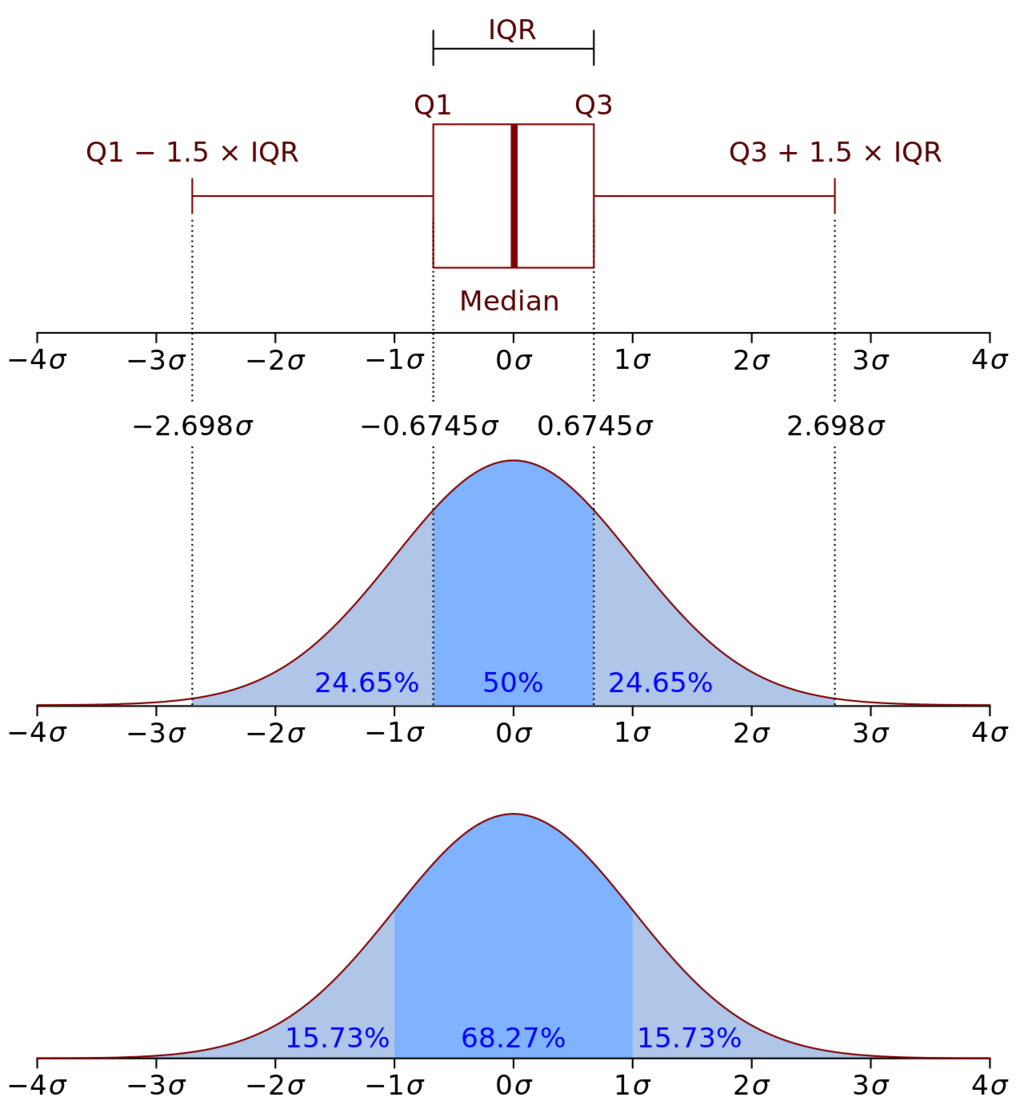 IQR
Q1 Q3
Q1 − 1.5 × IQR Q3 + 1.5 × IQR
Median
−4σ −3σ −2σ −1σ 0σ 1σ 2σ 3σ 4σ
−2.698σ −0.6745σ 0.6745σ 2.698σ
24.65% 50% 24.65%
−4σ −3σ −2σ −1σ 0σ 1σ 2σ 3σ 4σ
15.73% 68.27% 15.73%
−4σ −3σ −2σ −1σ 0σ 1σ 2σ 3σ 4σ